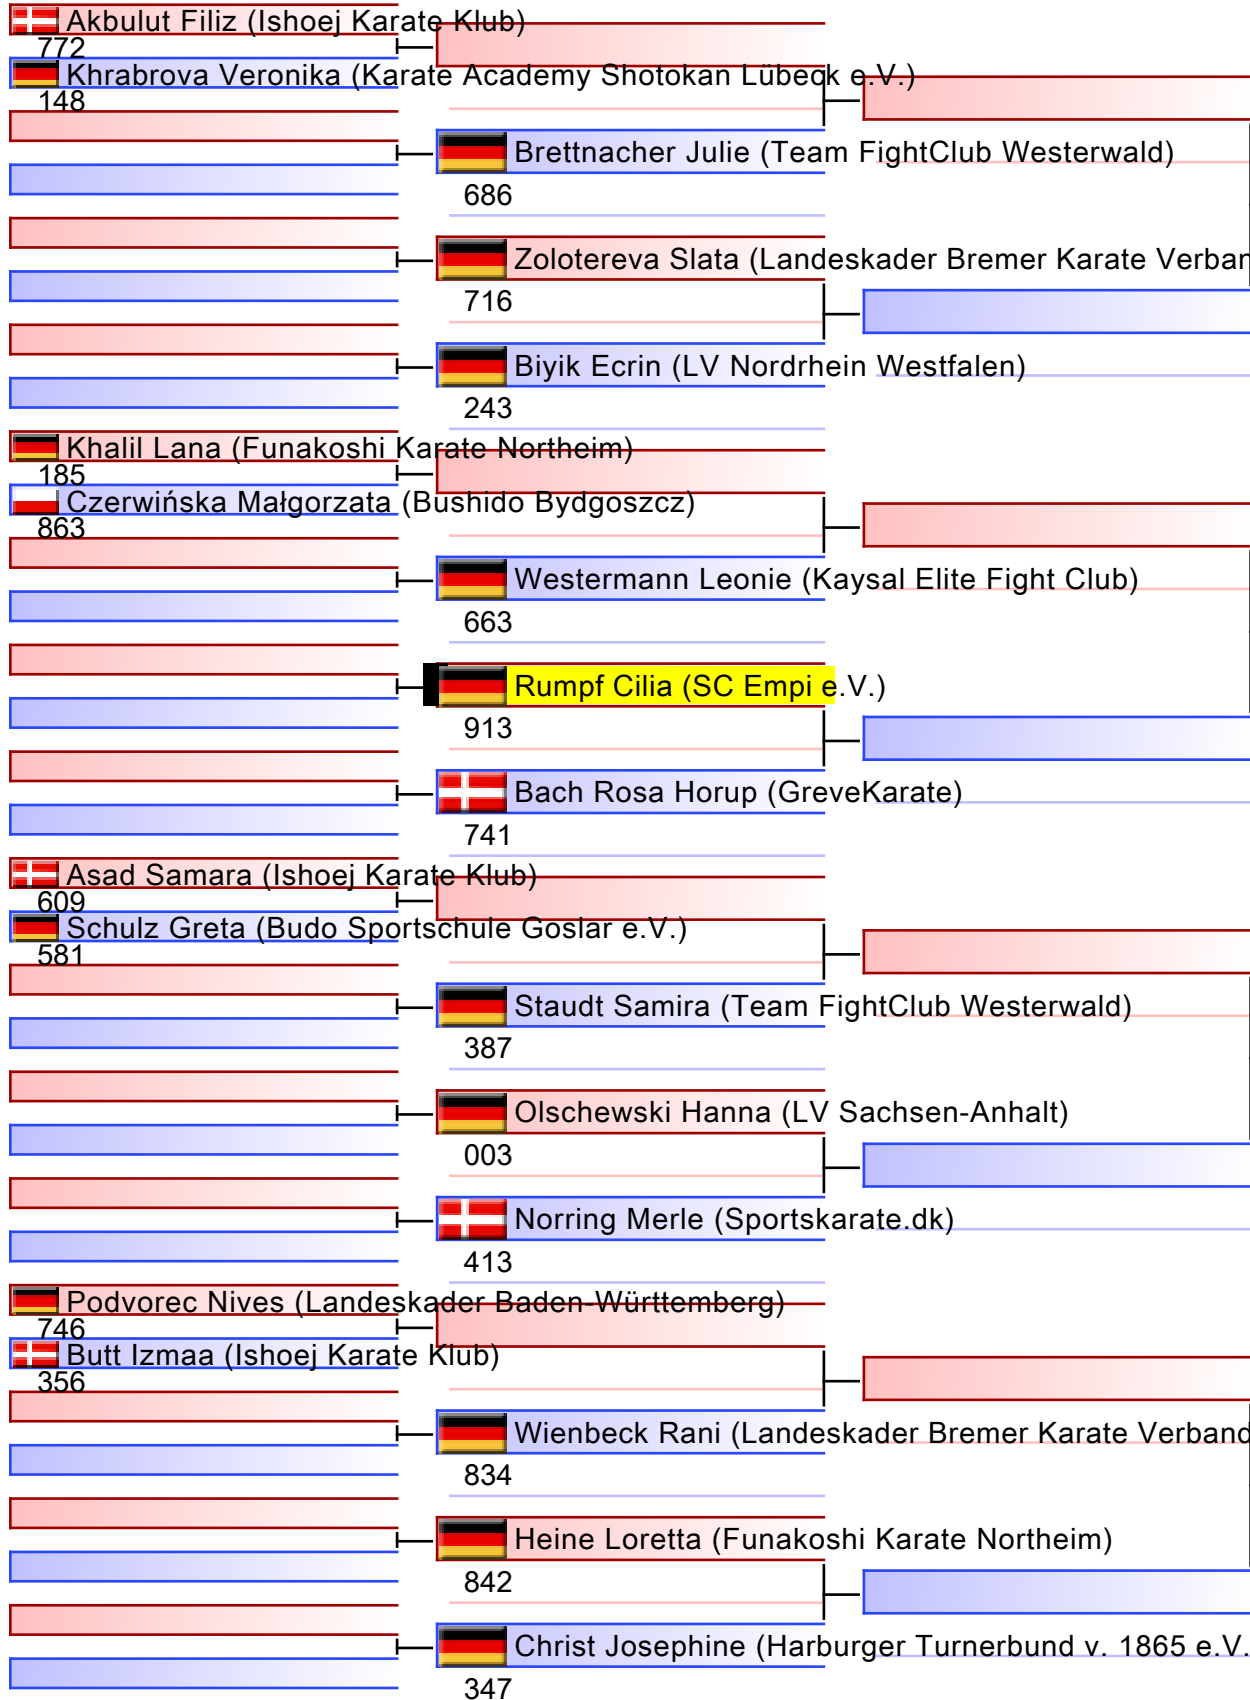 Akbulut Filiz (Ishoej Karate Klub)
772
Khrabrova Veronika (Karate Academy Shotokan Lübeck e.V.)
148
Brettnacher Julie (Team FightClub Westerwald)
686
Zolotereva Slata (Landeskader Bremer Karate Verban
716
Biyik Ecrin (LV Nordrhein Westfalen)
243
Khalil Lana (Funakoshi Karate Northeim)
185
Czerwińska Małgorzata (Bushido Bydgoszcz)
863
Westermann Leonie (Kaysal Elite Fight Club)
663
Rumpf Cilia (SC Empi e.V.)
913
Bach Rosa Horup (GreveKarate)
741
Asad Samara (Ishoej Karate Klub)
609
Schulz Greta (Budo Sportschule Goslar e.V.)
581
Staudt Samira (Team FightClub Westerwald)
387
Olschewski Hanna (LV Sachsen-Anhalt)
003
Norring Merle (Sportskarate.dk)
413
Podvorec Nives (Landeskader Baden-Württemberg)
746
Butt Izmaa (Ishoej Karate Klub)
356
Wienbeck Rani (Landeskader Bremer Karate Verband
834
Heine Loretta (Funakoshi Karate Northeim)
842
Christ Josephine (Harburger Turnerbund v. 1865 e.V.
347